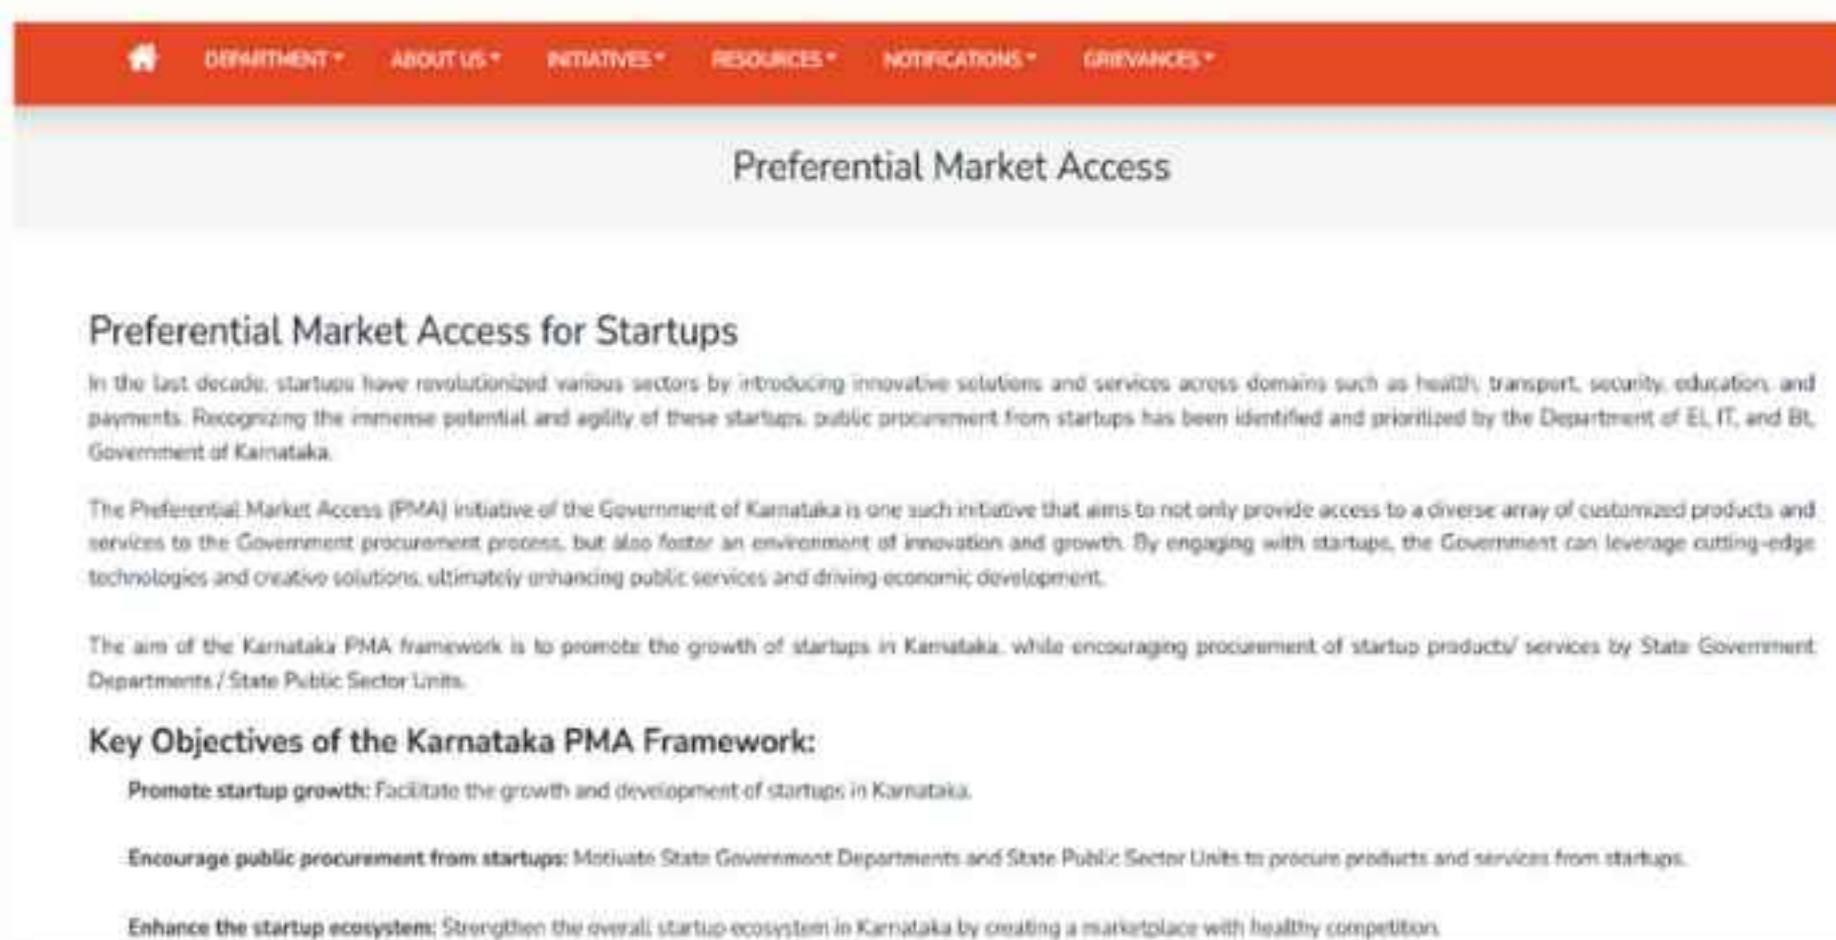 DEPARTMENT ABOUT US INITIATIVES RESOURCES NOTIFICATIONS GRIEVANCES
Preferential Market Access
Preferential Market Access for Startups
In the last decade, startups have revolutionized various sectors by introducing innovative solutions and services across domains such as health, transport, security, education, and
payments. Recognizing the immense potential and agility of these startups, public procurement from startups has been identified and prioritized by the Department of EL, IT, and Bt,
Government of Karnataka.
The Preferential Market Access (PMA) initiative of the Government of Karnataka is one such initiative that aims to not only provide access to a diverse array of customized products and
services to the Government procurement process, but also foster an environment of innovation and growth. By engaging with startups, the Government can leverage cutting-edge
technologies and creative solutions, ultimately enhancing public services and driving economic development.
The aim of the Karnataka PMA framework is to promote the growth of startups in Karnataka, while encouraging procurement of startup products/ services by State Government
Departments / State Public Sector Units.
Key Objectives of the Karnataka PMA Framework:
Promote startup growth: Facilitate the growth and development of startups in Karnataka.
Encourage public procurement from startups: Motivate State Government Departments and State Public Sector Units to procure products and services from startups.
Enhance the startup ecosystem: Strengthen the overall startup ecosystem in Karnataka by creating a marketplace with healthy competition.